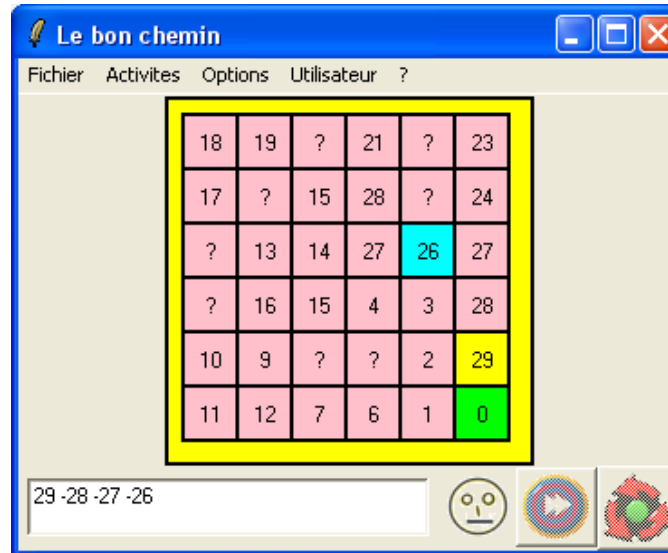 Le bon chemin
Fichier Activites Options Utilisateur ?
18 19 ? 21 ? 23
17 ? 15 28 ? 24
? 13 14 27 26 27
? 16 15 4 3 28
10 9 ? ? 2 29
11 12 7 6 1 0
29 -28 -27 -26